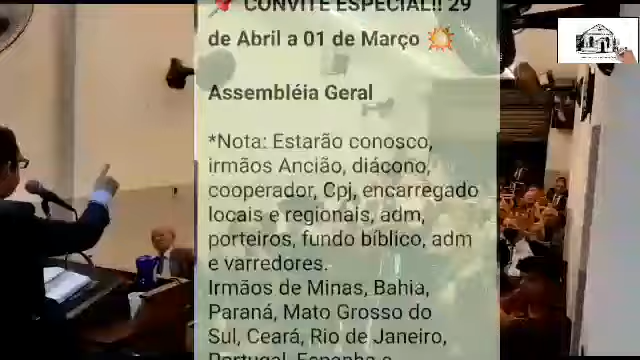 CONVITE ESPECIAL!! 29
de Abril a 01 de Março
Assembléia Geral
*Nota: Estarão conosco,
irmãos Ancião, diácono,
cooperador, Cpj, encarregado
locais e regionais, adm,
porteiros, fundo bíblico, adm
e varredores.
Irmãos de Minas, Bahia,
Paraná, Mato Grosso do
Sul, Ceará, Rio de Janeiro,
Portugal, Espanha e